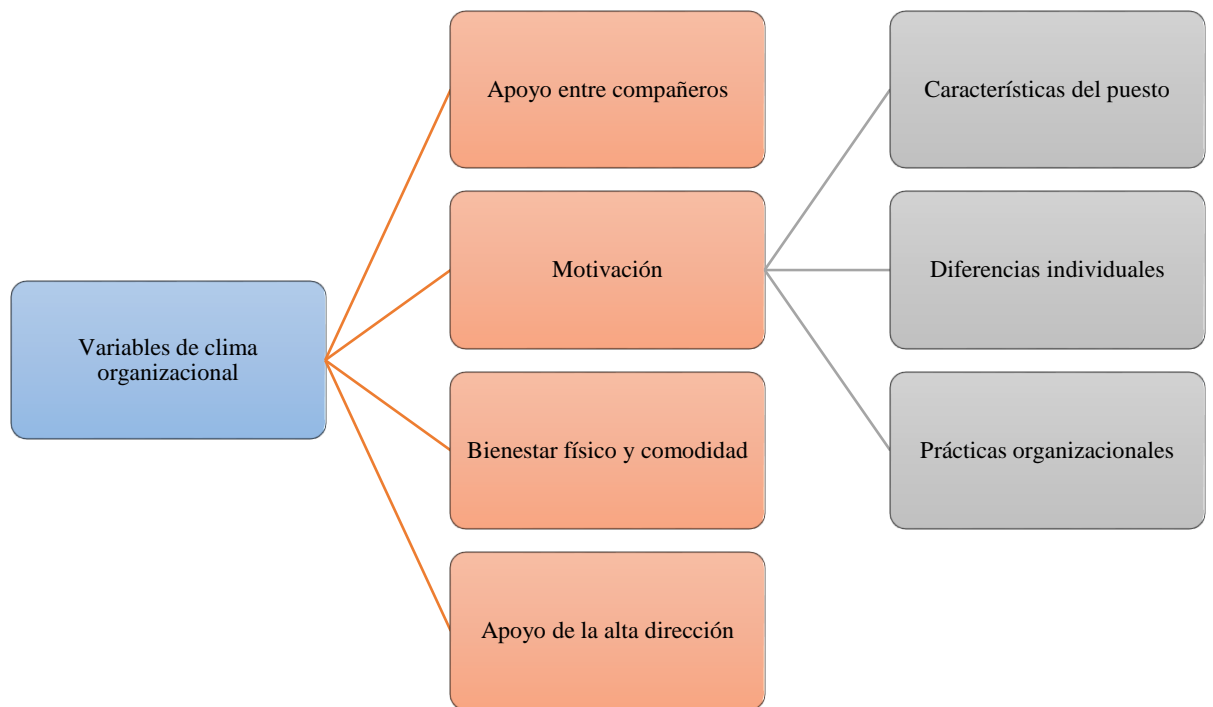 Variables de clima
organizacional
Apoyo entre compañeros
Motivación
Bienestar físico y comodidad
Apoyo de la alta dirección
Características del puesto
Diferencias individuales
Prácticas organizacionales